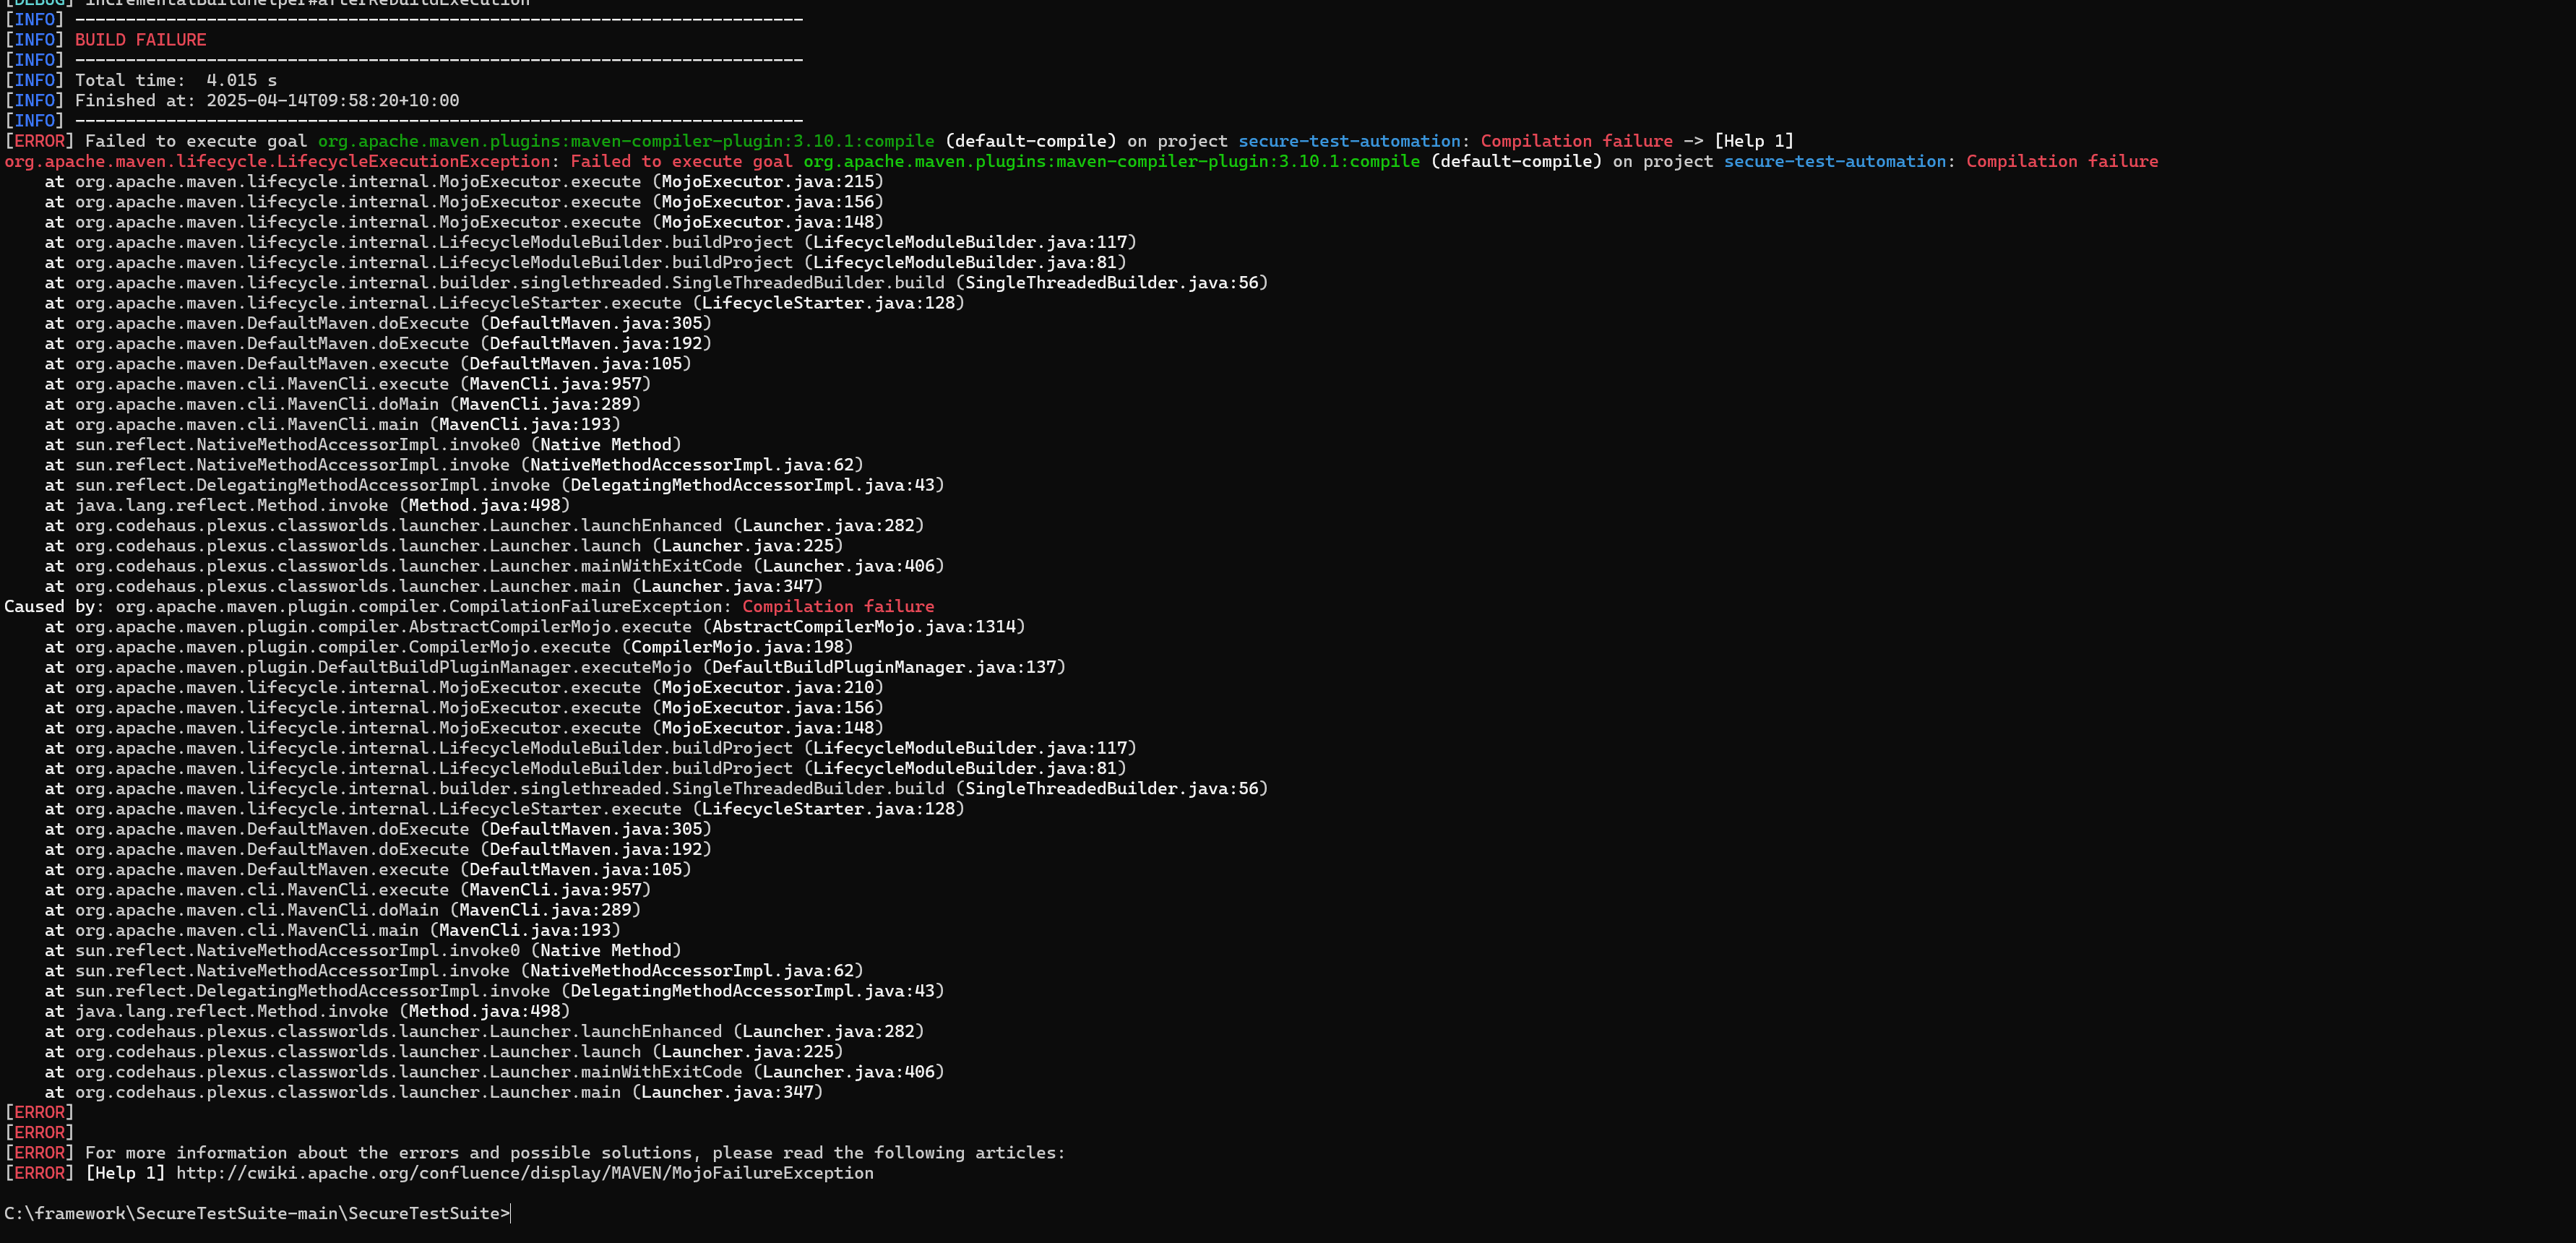 [DEBUG] incrementalBuildHelper#afterRebuildExecution
[INFO] ------------------------------------------------------------------------
[INFO] BUILD FAILURE
[INFO] ------------------------------------------------------------------------
[INFO] Total time:  4.015 s
[INFO] Finished at: 2025-04-14T09:58:20+10:00
[INFO] ------------------------------------------------------------------------
[ERROR] Failed to execute goal org.apache.maven.plugins:maven-compiler-plugin:3.10.1:compile (default-compile) on project secure-test-automation: Compilation failure -> [Help 1]
org.apache.maven.lifecycle.LifecycleExecutionException: Failed to execute goal org.apache.maven.plugins:maven-compiler-plugin:3.10.1:compile (default-compile) on project secure-test-automation: Compilation failure
    at org.apache.maven.lifecycle.internal.MojoExecutor.execute (MojoExecutor.java:215)
    at org.apache.maven.lifecycle.internal.MojoExecutor.execute (MojoExecutor.java:156)
    at org.apache.maven.lifecycle.internal.MojoExecutor.execute (MojoExecutor.java:148)
    at org.apache.maven.lifecycle.internal.LifecycleModuleBuilder.buildProject (LifecycleModuleBuilder.java:117)
    at org.apache.maven.lifecycle.internal.LifecycleModuleBuilder.buildProject (LifecycleModuleBuilder.java:81)
    at org.apache.maven.lifecycle.internal.builder.singlethreaded.SingleThreadedBuilder.build (SingleThreadedBuilder.java:56)
    at org.apache.maven.lifecycle.internal.LifecycleStarter.execute (LifecycleStarter.java:128)
    at org.apache.maven.DefaultMaven.doExecute (DefaultMaven.java:305)
    at org.apache.maven.DefaultMaven.doExecute (DefaultMaven.java:192)
    at org.apache.maven.DefaultMaven.execute (DefaultMaven.java:105)
    at org.apache.maven.cli.MavenCli.execute (MavenCli.java:957)
    at org.apache.maven.cli.MavenCli.doMain (MavenCli.java:289)
    at org.apache.maven.cli.MavenCli.main (MavenCli.java:193)
    at sun.reflect.NativeMethodAccessorImpl.invoke0 (Native Method)
    at sun.reflect.NativeMethodAccessorImpl.invoke (NativeMethodAccessorImpl.java:62)
    at sun.reflect.DelegatingMethodAccessorImpl.invoke (DelegatingMethodAccessorImpl.java:43)
    at java.lang.reflect.Method.invoke (Method.java:498)
    at org.codehaus.plexus.classworlds.launcher.Launcher.launchEnhanced (Launcher.java:282)
    at org.codehaus.plexus.classworlds.launcher.Launcher.launch (Launcher.java:225)
    at org.codehaus.plexus.classworlds.launcher.Launcher.mainWithExitCode (Launcher.java:406)
    at org.codehaus.plexus.classworlds.launcher.Launcher.main (Launcher.java:347)
Caused by: org.apache.maven.plugin.compiler.CompilationFailureException: Compilation failure
    at org.apache.maven.plugin.compiler.AbstractCompilerMojo.execute (AbstractCompilerMojo.java:1314)
    at org.apache.maven.plugin.compiler.CompilerMojo.execute (CompilerMojo.java:198)
    at org.apache.maven.plugin.DefaultBuildPluginManager.executeMojo (DefaultBuildPluginManager.java:137)
    at org.apache.maven.lifecycle.internal.MojoExecutor.execute (MojoExecutor.java:210)
    at org.apache.maven.lifecycle.internal.MojoExecutor.execute (MojoExecutor.java:156)
    at org.apache.maven.lifecycle.internal.MojoExecutor.execute (MojoExecutor.java:148)
    at org.apache.maven.lifecycle.internal.LifecycleModuleBuilder.buildProject (LifecycleModuleBuilder.java:117)
    at org.apache.maven.lifecycle.internal.LifecycleModuleBuilder.buildProject (LifecycleModuleBuilder.java:81)
    at org.apache.maven.lifecycle.internal.builder.singlethreaded.SingleThreadedBuilder.build (SingleThreadedBuilder.java:56)
    at org.apache.maven.lifecycle.internal.LifecycleStarter.execute (LifecycleStarter.java:128)
    at org.apache.maven.DefaultMaven.doExecute (DefaultMaven.java:305)
    at org.apache.maven.DefaultMaven.doExecute (DefaultMaven.java:192)
    at org.apache.maven.DefaultMaven.execute (DefaultMaven.java:105)
    at org.apache.maven.cli.MavenCli.execute (MavenCli.java:957)
    at org.apache.maven.cli.MavenCli.doMain (MavenCli.java:289)
    at org.apache.maven.cli.MavenCli.main (MavenCli.java:193)
    at sun.reflect.NativeMethodAccessorImpl.invoke0 (Native Method)
    at sun.reflect.NativeMethodAccessorImpl.invoke (NativeMethodAccessorImpl.java:62)
    at sun.reflect.DelegatingMethodAccessorImpl.invoke (DelegatingMethodAccessorImpl.java:43)
    at java.lang.reflect.Method.invoke (Method.java:498)
    at org.codehaus.plexus.classworlds.launcher.Launcher.launchEnhanced (Launcher.java:282)
    at org.codehaus.plexus.classworlds.launcher.Launcher.launch (Launcher.java:225)
    at org.codehaus.plexus.classworlds.launcher.Launcher.mainWithExitCode (Launcher.java:406)
    at org.codehaus.plexus.classworlds.launcher.Launcher.main (Launcher.java:347)
[ERROR]
[ERROR]
[ERROR] For more information about the errors and possible solutions, please read the following articles:
[ERROR] [Help 1] http://cwiki.apache.org/confluence/display/MAVEN/MojoFailureException
C:\framework\SecureTestSuite-main\SecureTestSuite>